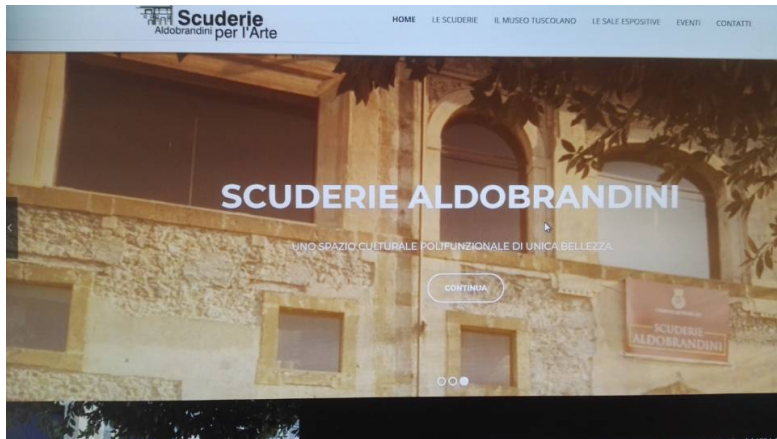 Scuderie
Aldobrandini per l'Arte
HOME LE SCUDERIE IL MUSEO TUSCOLANO LE SALE ESPOSITIVE EVENTI CONTATTI
SCUDERIE ALDOBRANDINI
UNO SPAZIO CULTURALE POLIFUNZIONALE DI UNICA BELLEZZA.
CONTINUA
SCUDERIE
ALDOBRANDINI